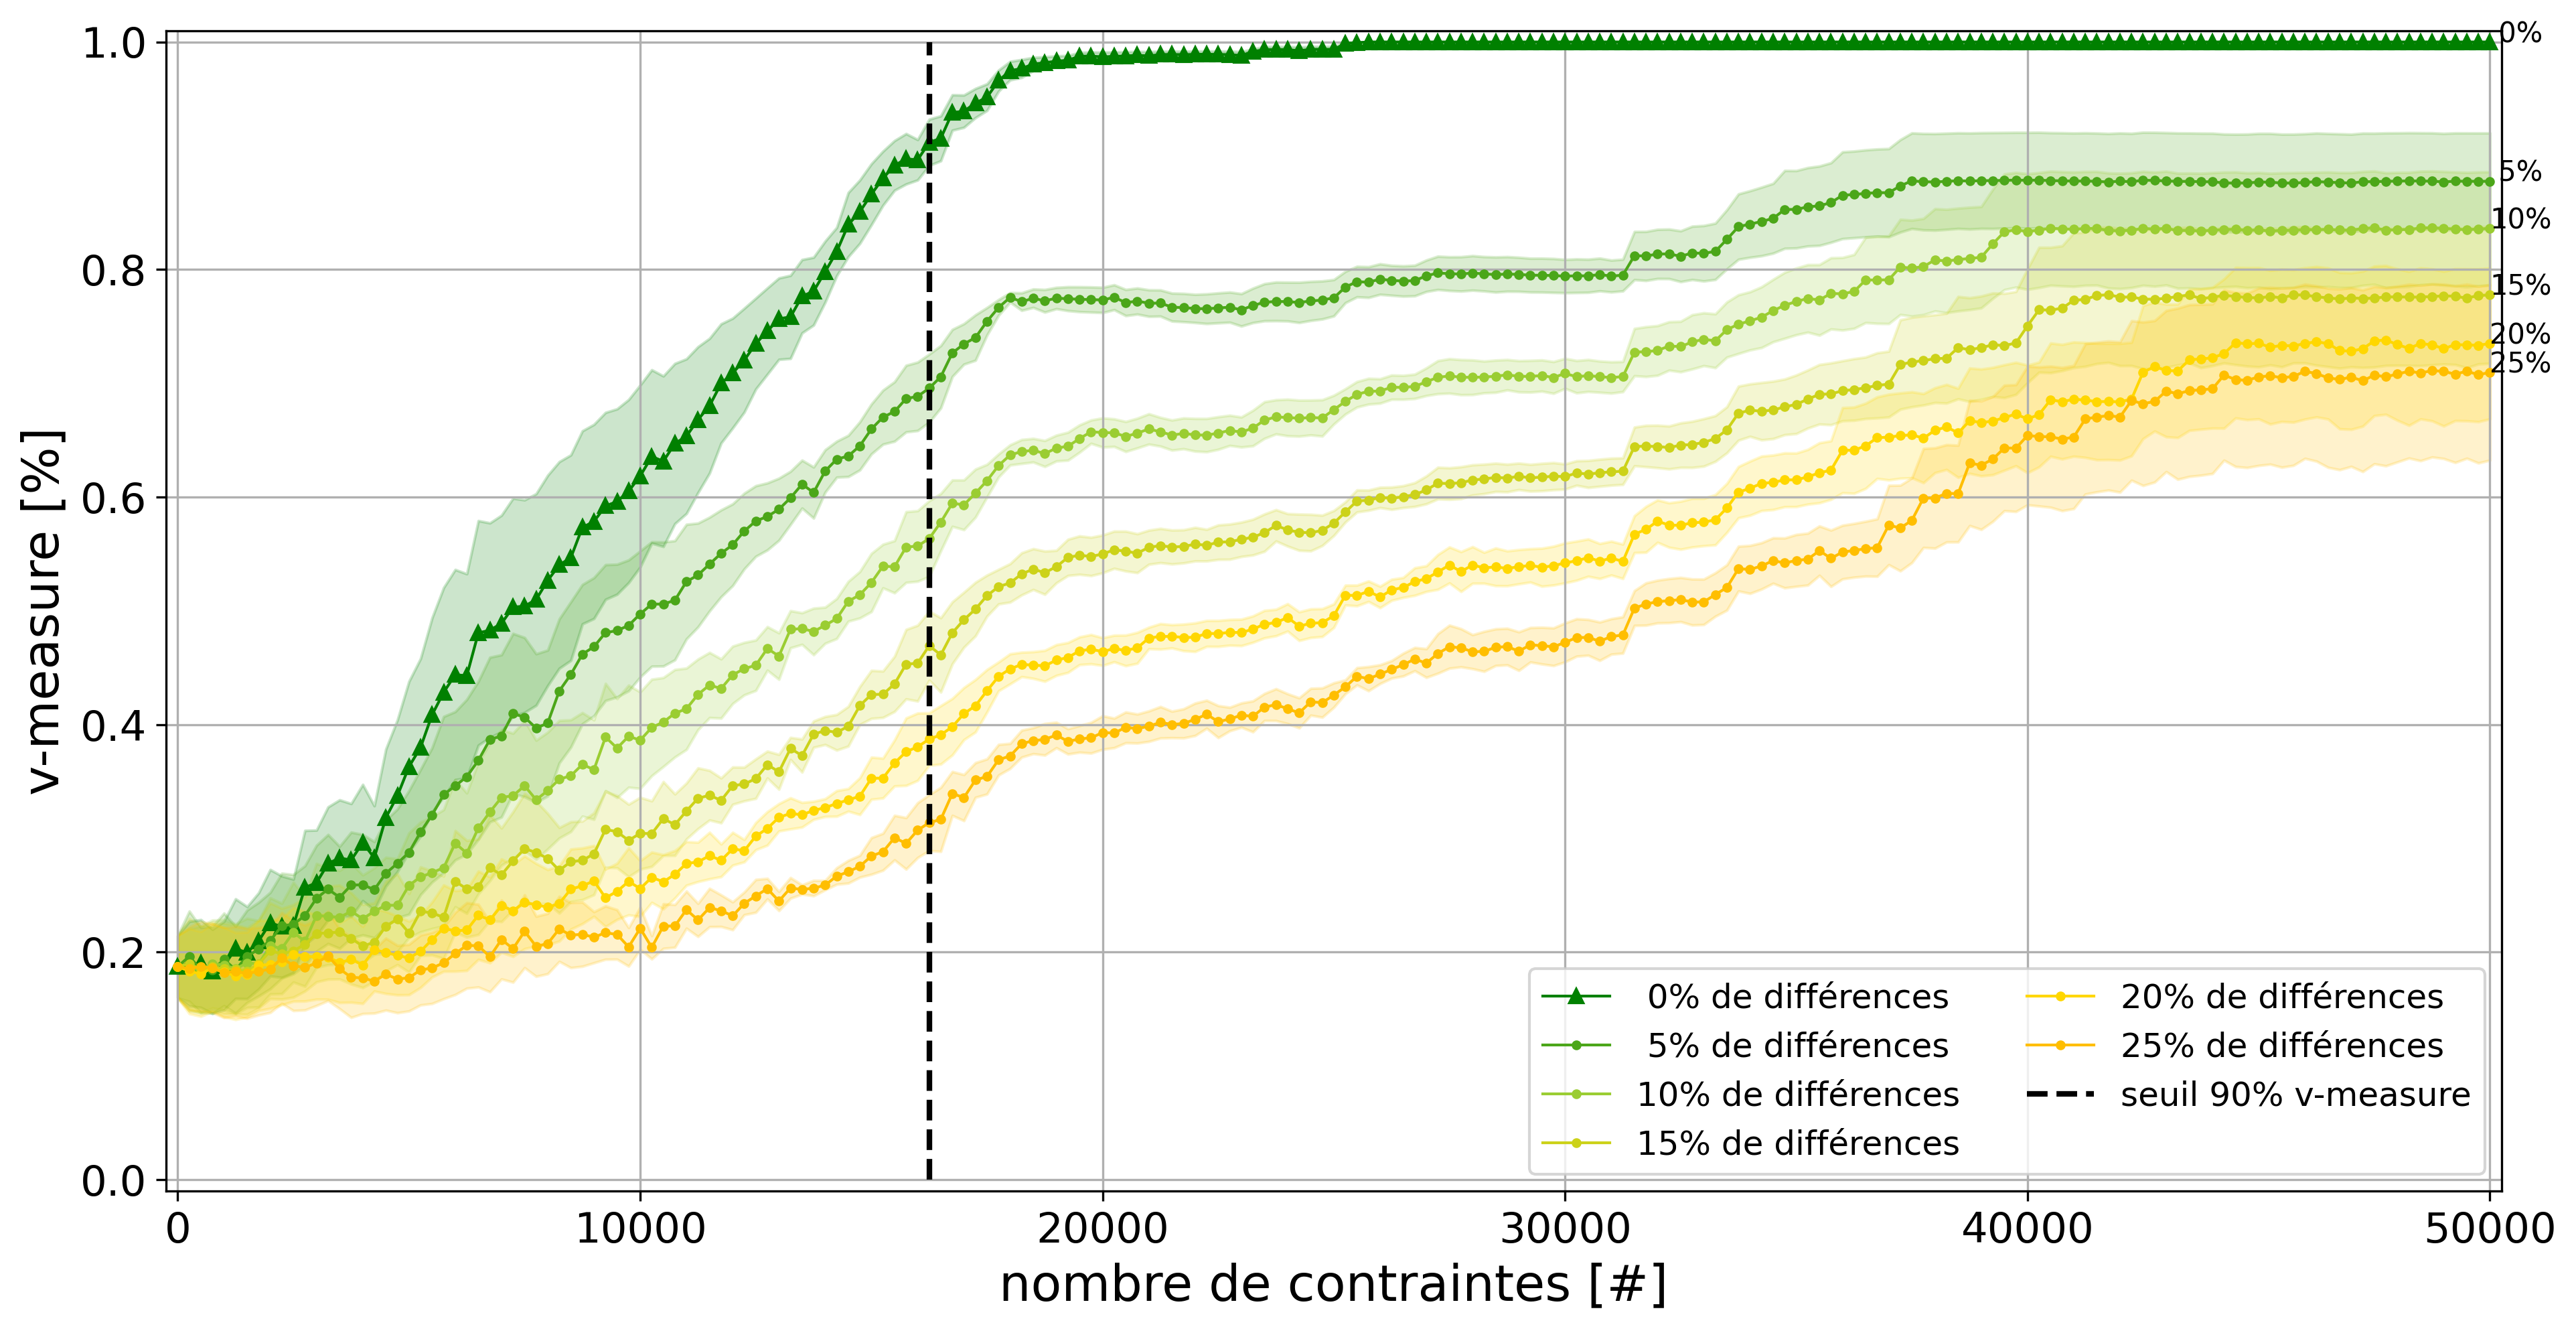 v-measure [%]
1.0
0.8
0.6
0.4
0.2
0.0
0%
5%
10%
15%
20%
25%
0% de différences
5% de différences
10% de différences
15% de différences
20% de différences
25% de différences
seuil 90% v-measure
0
10000
20000
30000
40000
50000
nombre de contraintes [#]